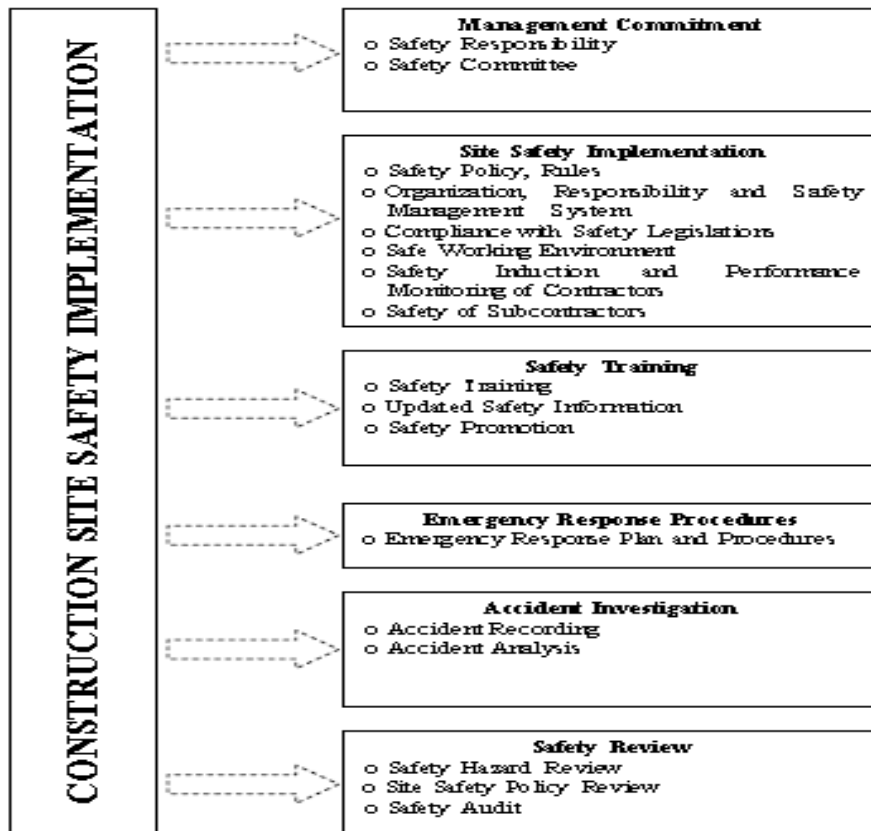 CONSTRUCTION SITE SAFETY IMPLEMENTATION
Management Commitment
o Safety Responsibility
o Safety Committee
Site Safety Implementation
o Safety Policy, Rules
o Organization, Responsibility and Safety
Management System
o Compliance with Safety Legislations
o Safe Working Environment
o Safety Induction and Performance
Monitoring of Contractors
o Safety of Subcontractors
Safety Training
o Safety Training
o Updated Safety Information
o Safety Promotion
Emergency Response Procedures
o Emergency Response Plan and Procedures
Accident Investigation
o Accident Recording
o Accident Analysis
Safety Review
o Safety Hazard Review
o Site Safety Policy Review
o Safety Audit